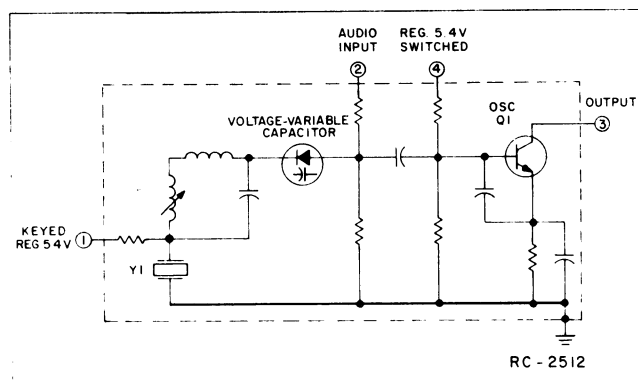 AUDIO
INPUT
②
REG. 5.4V
SWITCHED
④
VOLTAGE-VARIABLE
CAPACITOR
OSC
Q1
OUTPUT
③
KEYED
REG 5.4V
①
Y1
RC-2512